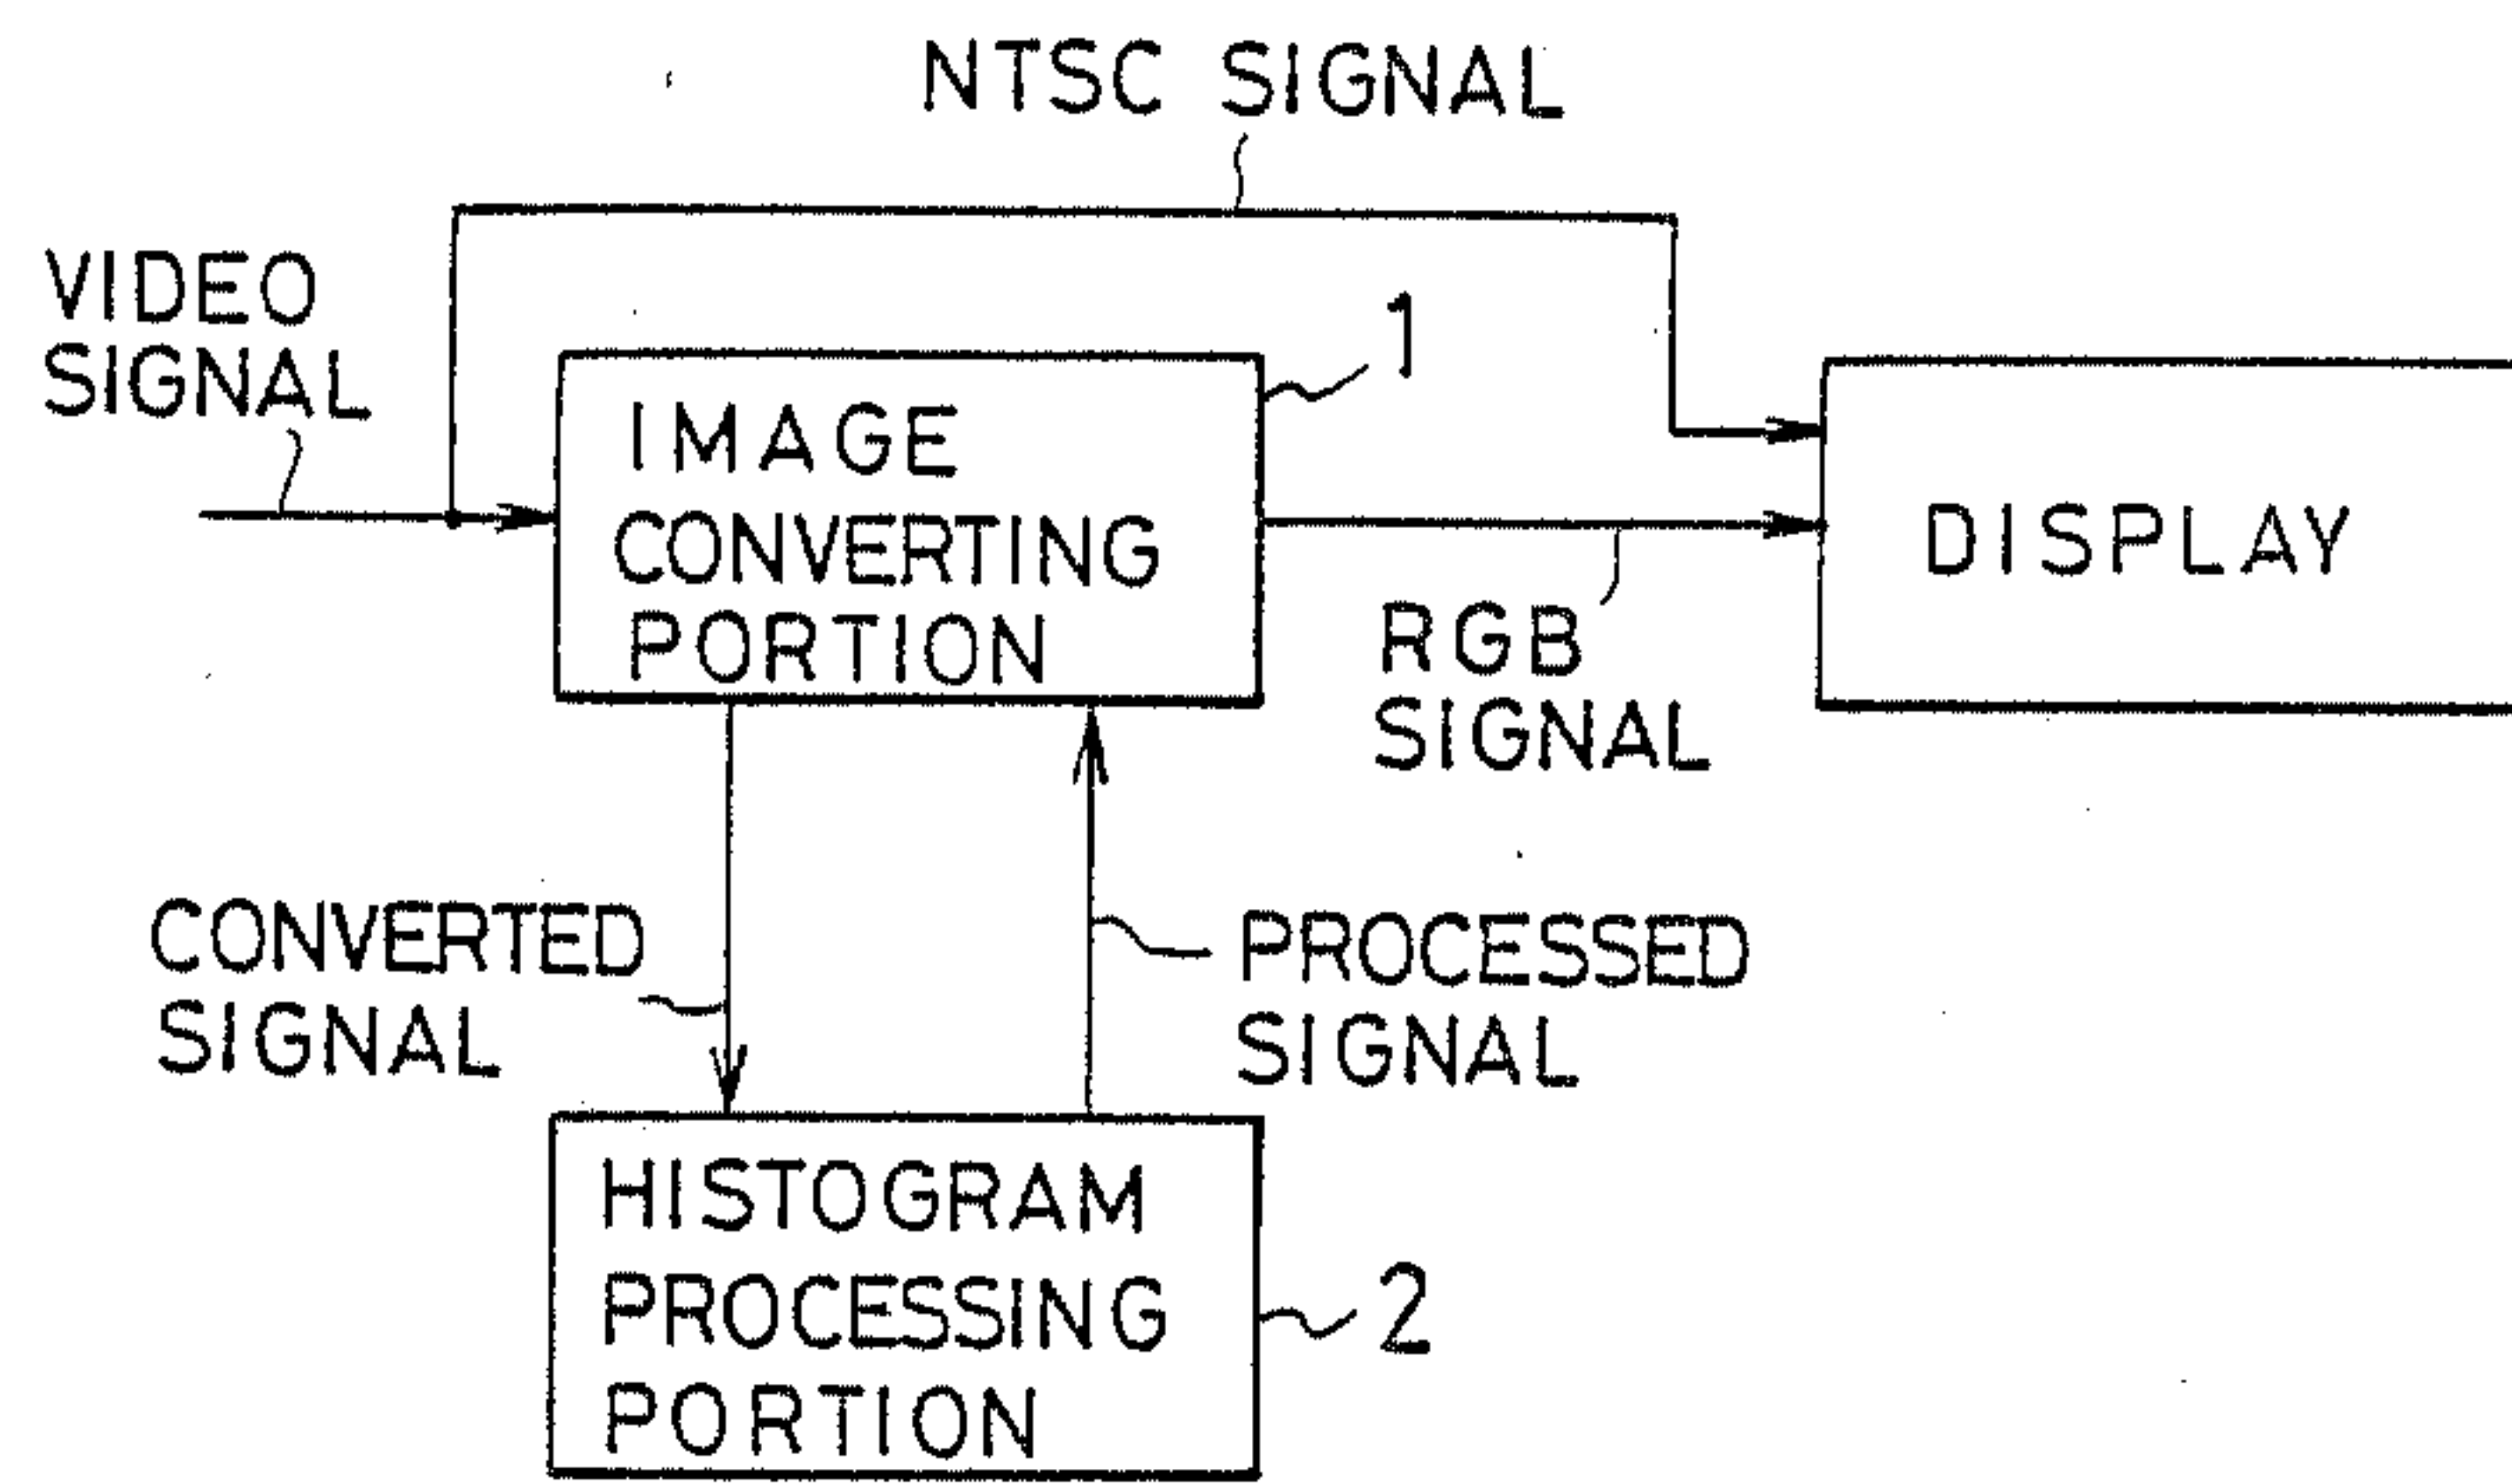 NTSC SIGNAL
VIDEO
SIGNAL
1
IMAGE
CONVERTING
PORTION
DISPLAY
RGB
SIGNAL
CONVERTED
SIGNAL
PROCESSED
SIGNAL
HISTOGRAM
PROCESSING
PORTION
2